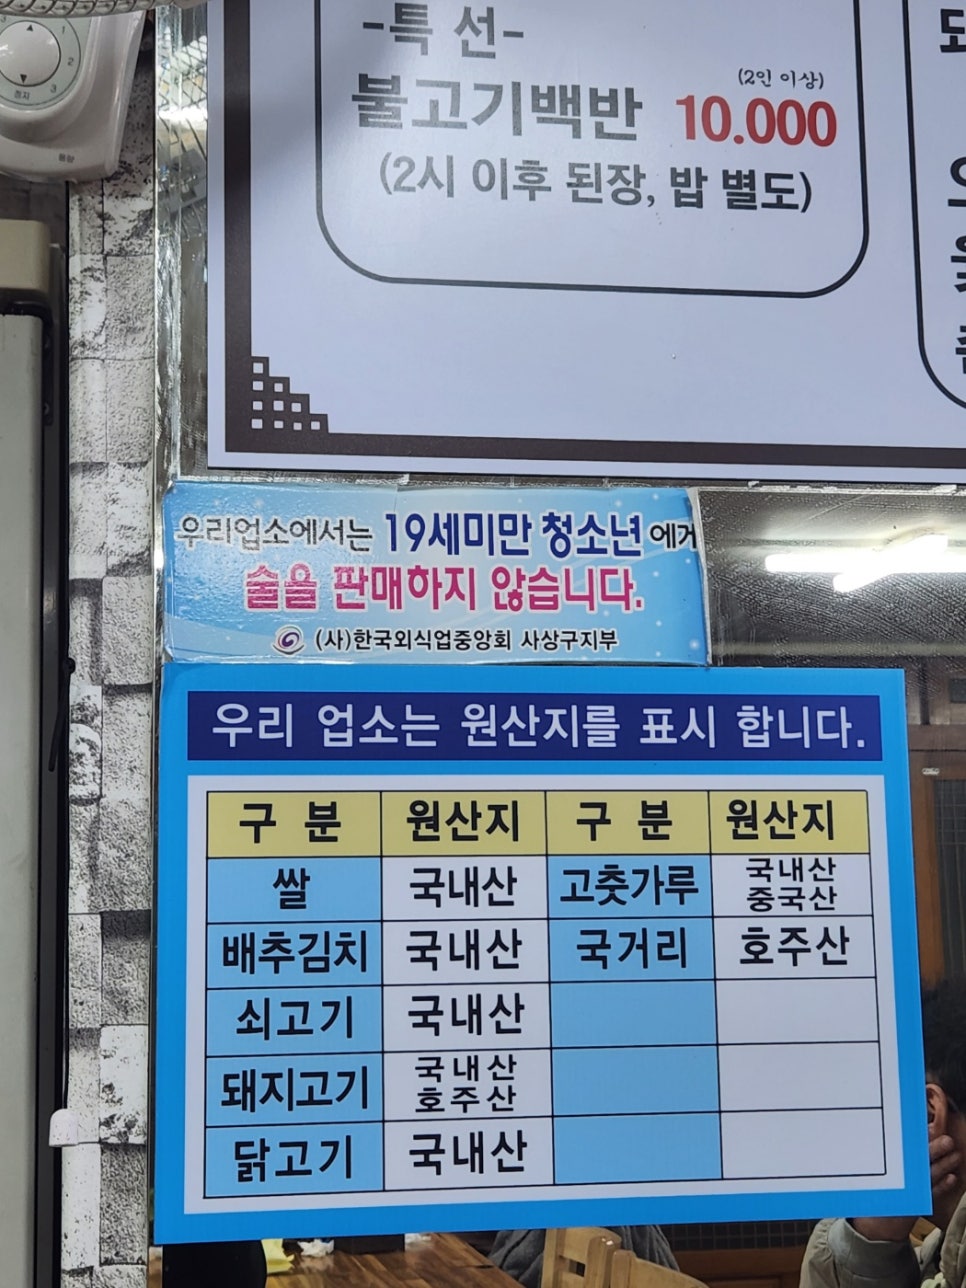 -특 선-
(2인 이상)
불고기백반 10.000
(2시 이후 된장, 밥 별도)
우리업소에서는 19세미만 청소년에게
술을 판매하지 않습니다.
(사)한국외식업중앙회 사상구지부
우리 업소는 원산지를 표시 합니다.
구 분 원산지 구 분 원산지
쌀 국내산 고춧가루 국내산 중국산
배추김치 국내산 국거리 호주산
쇠고기 국내산
돼지고기 국내산 호주산
닭고기 국내산